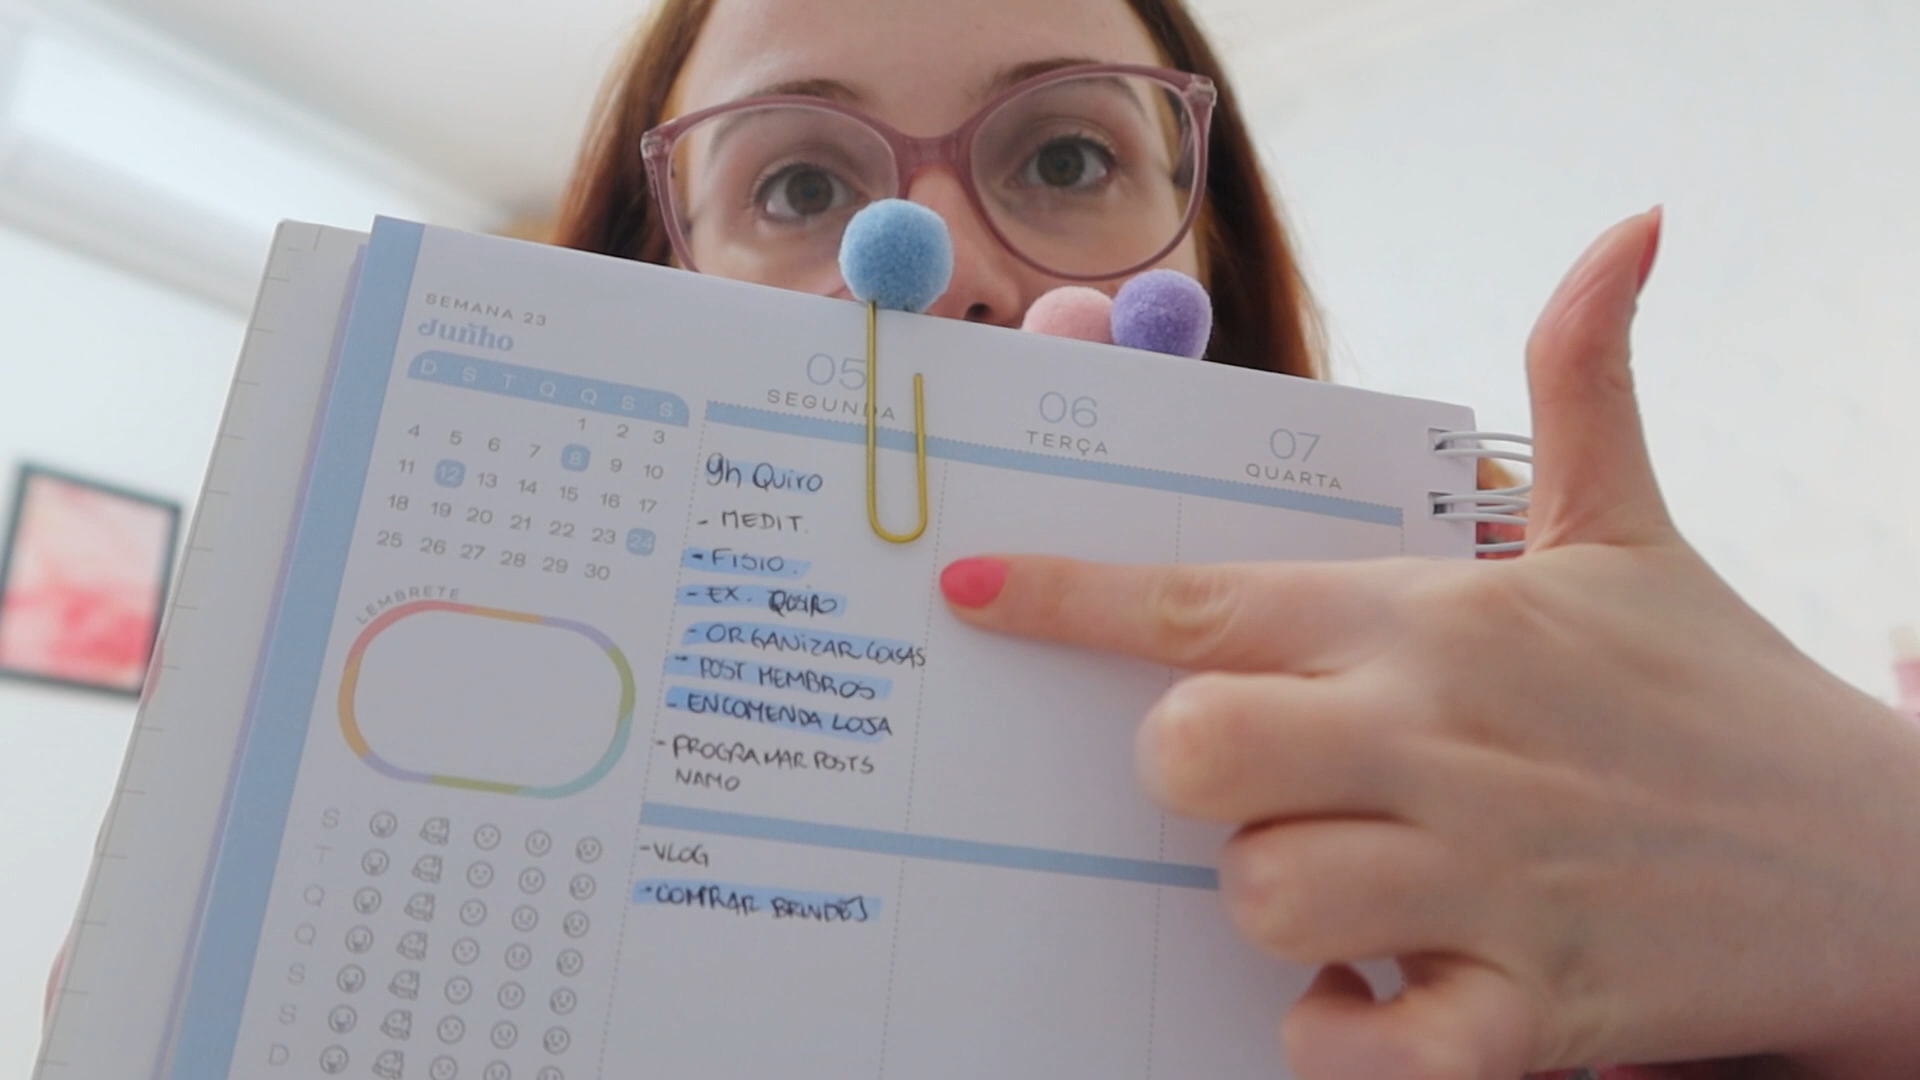 SEMANA 23
Junho
D S T Q Q S S
1 2 3
4 5 6 7 8 9 10
11 12 13 14 15 16 17
18 19 20 21 22 23 24
25 26 27 28 29 30
LEMBRETE
S
T
Q
Q
S
S
D
05
SEGUNDA
9h Quiro
- MEDIT.
- FISIO.
- EX. QUIRO
- ORGANIZAR COISAS
- POST MEMBROS
- ENCOMENDA LOJA
- PROGRAMAR POSTS
NAMO
- VLOG
- COMPRAR BRINDES
06
TERÇA
07
QUARTA